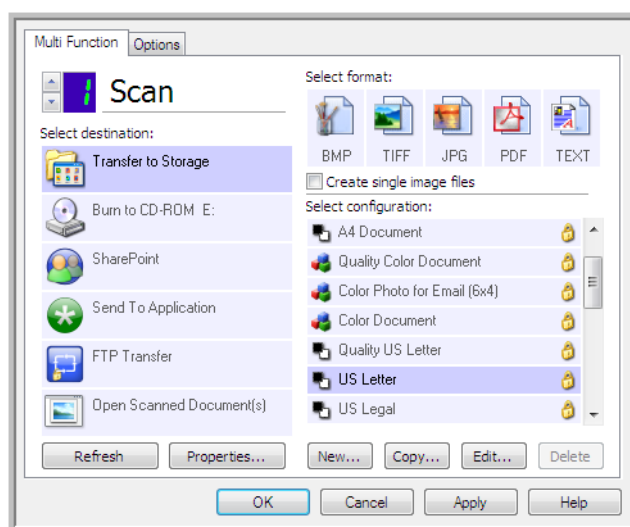 Multi Function
Options
1
Scan
Select destination:
Transfer to Storage
Burn to CD-ROM E:
SharePoint
Send To Application
FTP Transfer
Open Scanned Document(s)
Refresh
Properties...
Select format:
BMP
TIFF
JPG
PDF
TEXT
Create single image files
Select configuration:
A4 Document
Quality Color Document
Color Photo for Email (6x4)
Color Document
Quality US Letter
US Letter
US Legal
New...
Copy...
Edit...
Delete
OK
Cancel
Apply
Help